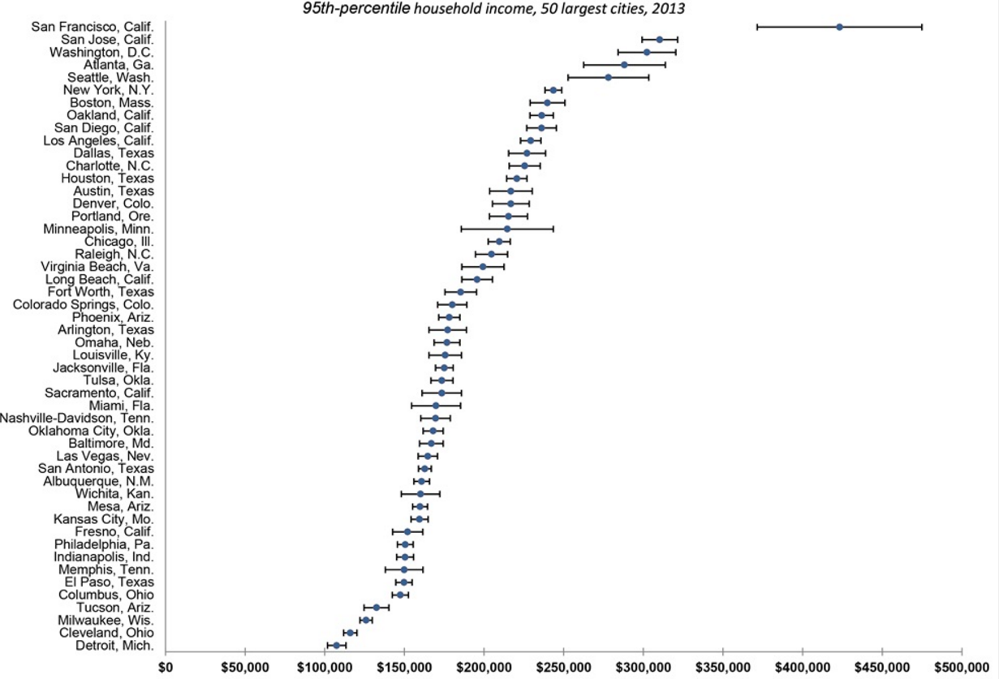 95th-percentile household income, 50 largest cities, 2013
San Francisco, Calif.
San Jose, Calif.
Washington, D.C.
Atlanta, Ga.
Seattle, Wash.
New York, N.Y.
Boston, Mass.
Oakland, Calif.
San Diego, Calif.
Los Angeles, Calif.
Dallas, Texas
Charlotte, N.C.
Houston, Texas
Austin, Texas
Denver, Colo.
Portland, Ore.
Minneapolis, Minn.
Chicago, Ill.
Raleigh, N.C.
Virginia Beach, Va.
Long Beach, Calif.
Fort Worth, Texas
Colorado Springs, Colo.
Phoenix, Ariz.
Arlington, Texas
Omaha, Neb.
Louisville, Ky.
Jacksonville, Fla.
Tulsa, Okla.
Sacramento, Calif.
Miami, Fla.
Nashville-Davidson, Tenn.
Oklahoma City, Okla.
Baltimore, Md.
Las Vegas, Nev.
San Antonio, Texas
Albuquerque, N.M.
Wichita, Kan.
Mesa, Ariz.
Kansas City, Mo.
Fresno, Calif.
Philadelphia, Pa.
Indianapolis, Ind.
Memphis, Tenn.
El Paso, Texas
Columbus, Ohio
Tucson, Ariz.
Milwaukee, Wis.
Cleveland, Ohio
Detroit, Mich.
$0 $50,000 $100,000 $150,000 $200,000 $250,000 $300,000 $350,000 $400,000 $450,000 $500,000